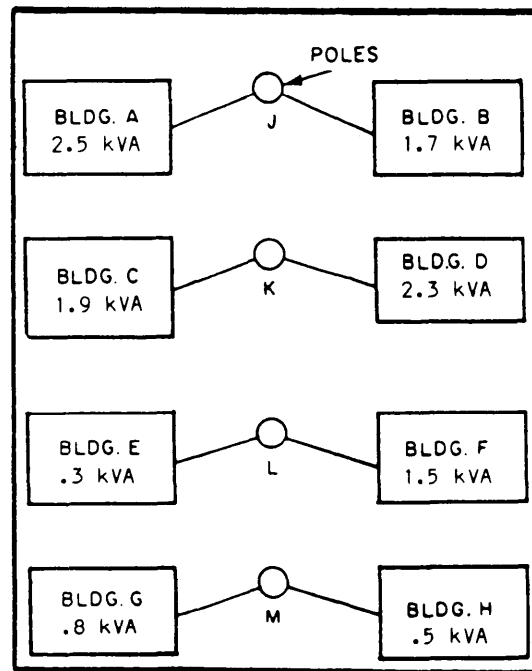 POLES
BLDG. A
2.5 kVA
J
BLDG. B
1.7 kVA
BLDG. C
1.9 kVA
K
BLDG. D
2.3 kVA
BLDG. E
.3 kVA
L
BLDG. F
1.5 kVA
BLDG. G
.8 kVA
M
BLDG. H
.5 kVA